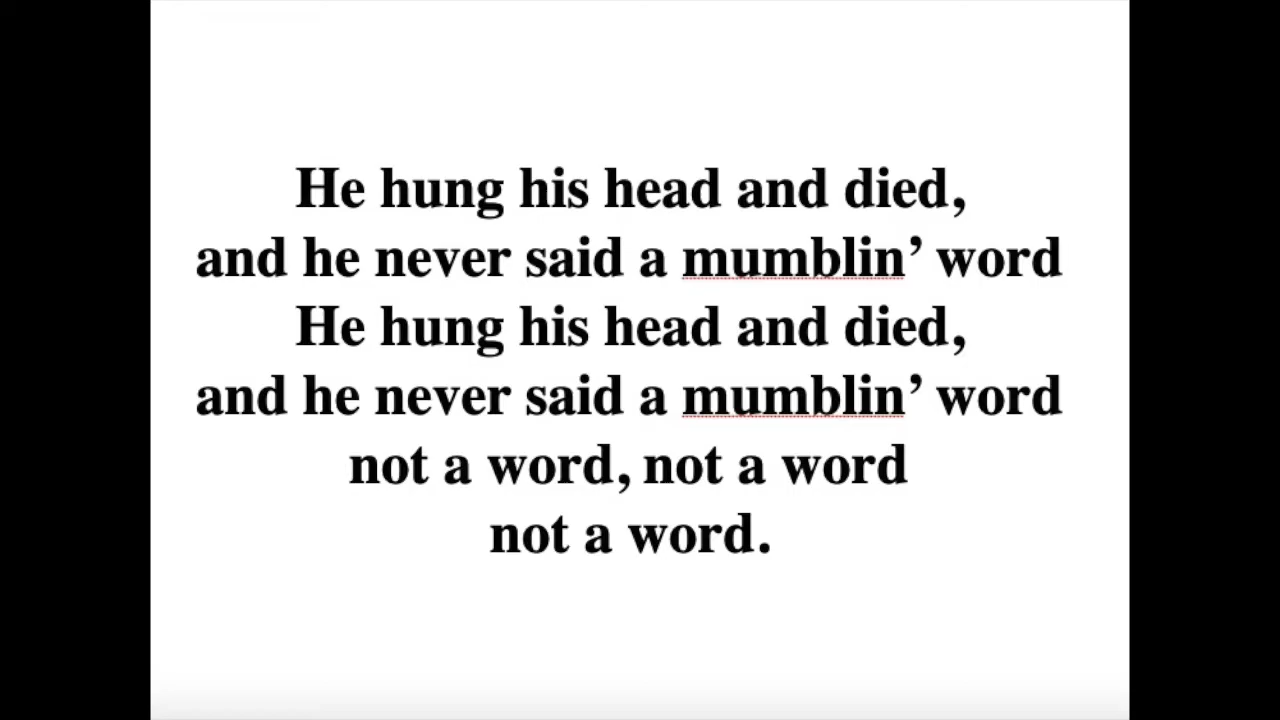 He hung his head and died,
and he never said a mumblin’ word
He hung his head and died,
and he never said a mumblin’ word
not a word, not a word
not a word.